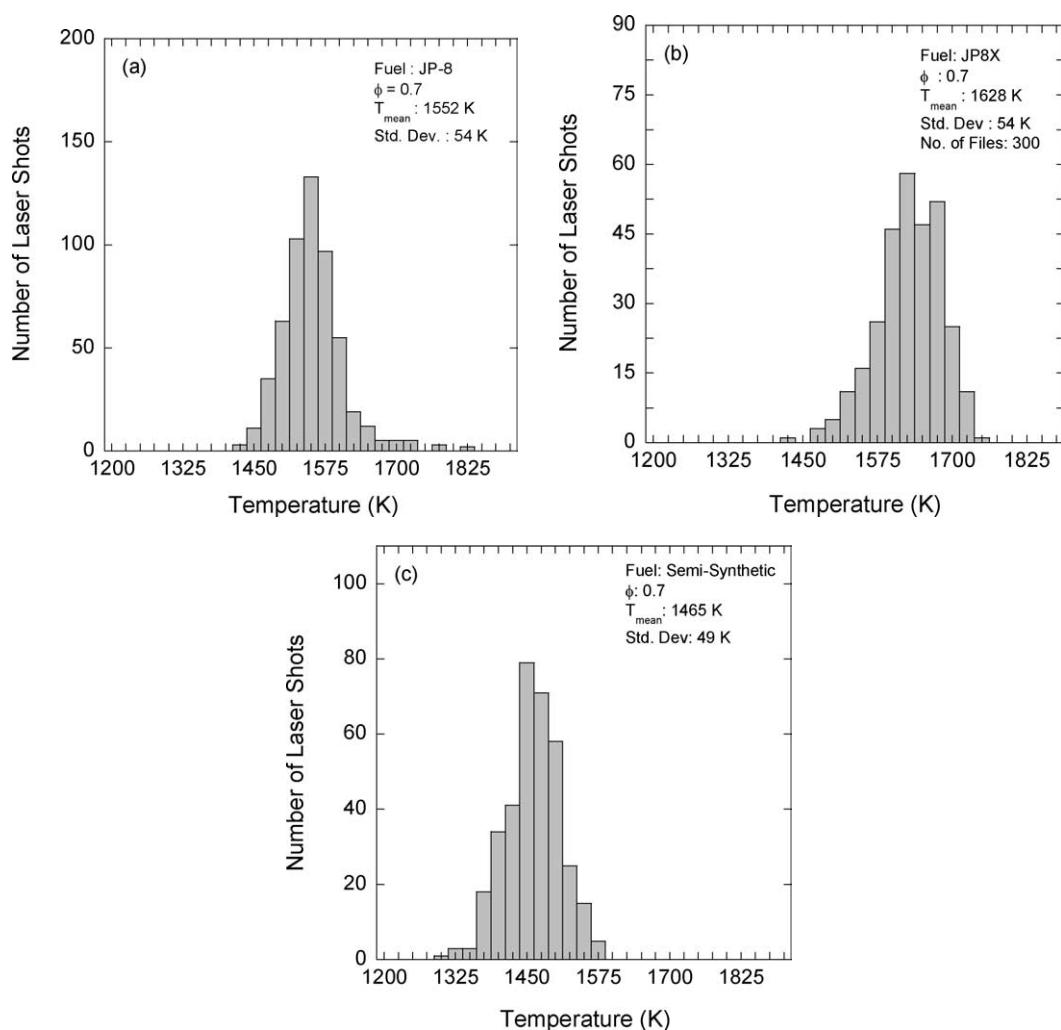 (a)
Fuel : JP-8
ϕ = 0.7
Tmean : 1552 K
Std. Dev. : 54 K
200
150
100
50
0
Number of Laser Shots
1200 1325 1450 1575 1700 1825
Temperature (K)
(b)
Fuel: JP8X
ϕ : 0.7
Tmean : 1628 K
Std. Dev : 54 K
No. of Files: 300
90
75
60
45
30
15
0
Number of Laser Shots
1200 1325 1450 1575 1700 1825
Temperature (K)
(c)
Fuel: Semi-Synthetic
ϕ: 0.7
Tmean: 1465 K
Std. Dev: 49 K
100
80
60
40
20
0
Number of Laser Shots
1200 1325 1450 1575 1700 1825
Temperature (K)